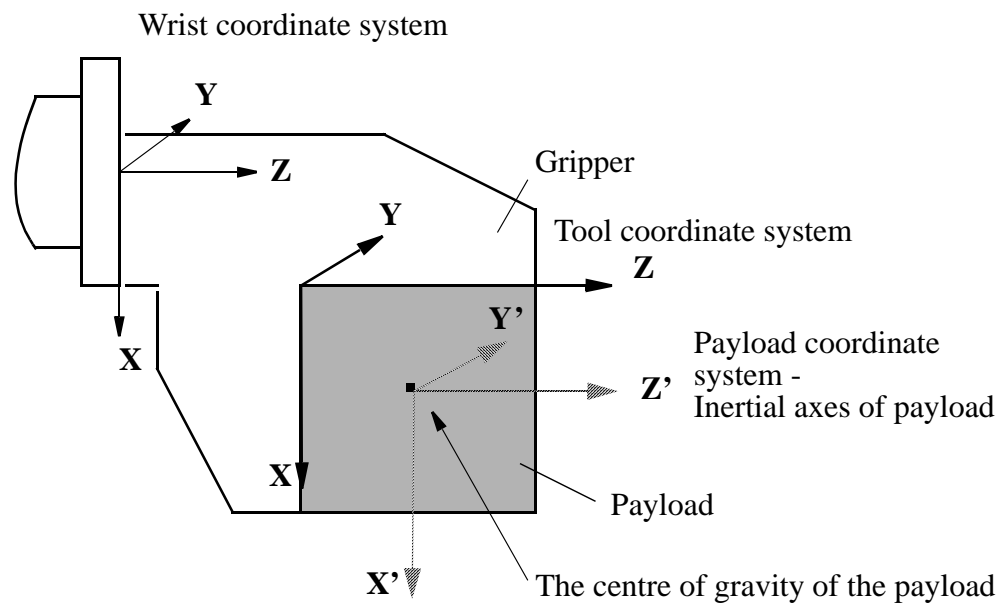 Wrist coordinate system
Y
Z
Gripper
Y
Tool coordinate system
Z
Y’
X
Payload coordinate
system -
Inertial axes of payload
Z’
X
Payload
X’
The centre of gravity of the payload